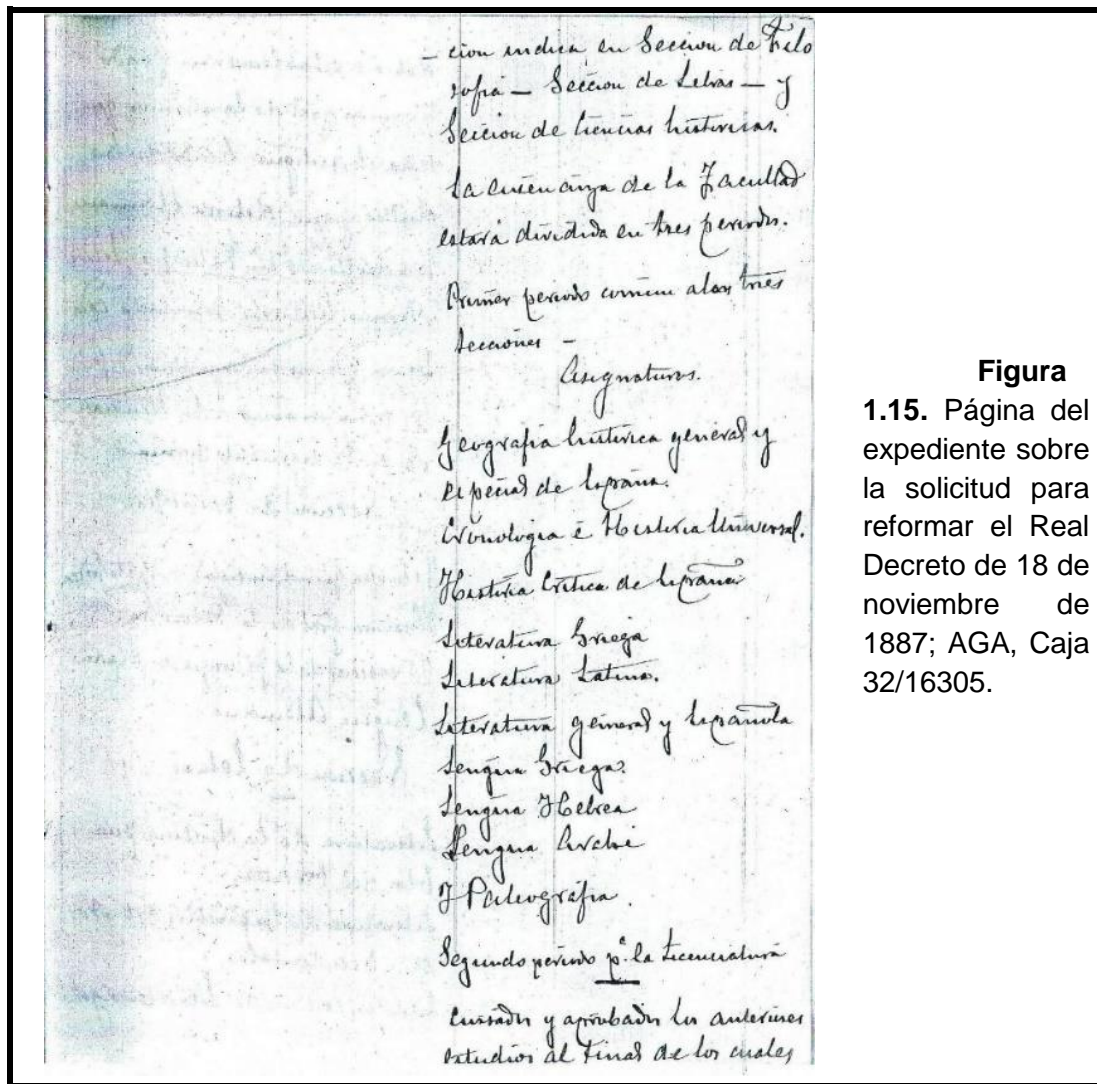 – cion indica en Seccion de Filo
sofia – Seccion de Letras – y
Seccion de Ciencias historicas.
La enseñanza de la Facultad
estará dividida en tres periodos.
Primer periodo comun a las tres
secciones –
Asignaturas.
Geografia historica general y
especial de España.
Cronologia é Historia Universal.
Historia Critica de España
Literatura Griega
Literatura Latina.
Literatura general y Española
Lengua Griega.
Lengua Hebrea
Lengua Arabe
Y Paleografia.
Segundo periodo pª la Licenciatura
Cursados y aprobados los anteriores
estudios al final de los cuales
Figura
1.15. Página del
expediente sobre
la solicitud para
reformar el Real
Decreto de 18 de
noviembre de
1887; AGA, Caja
32/16305.